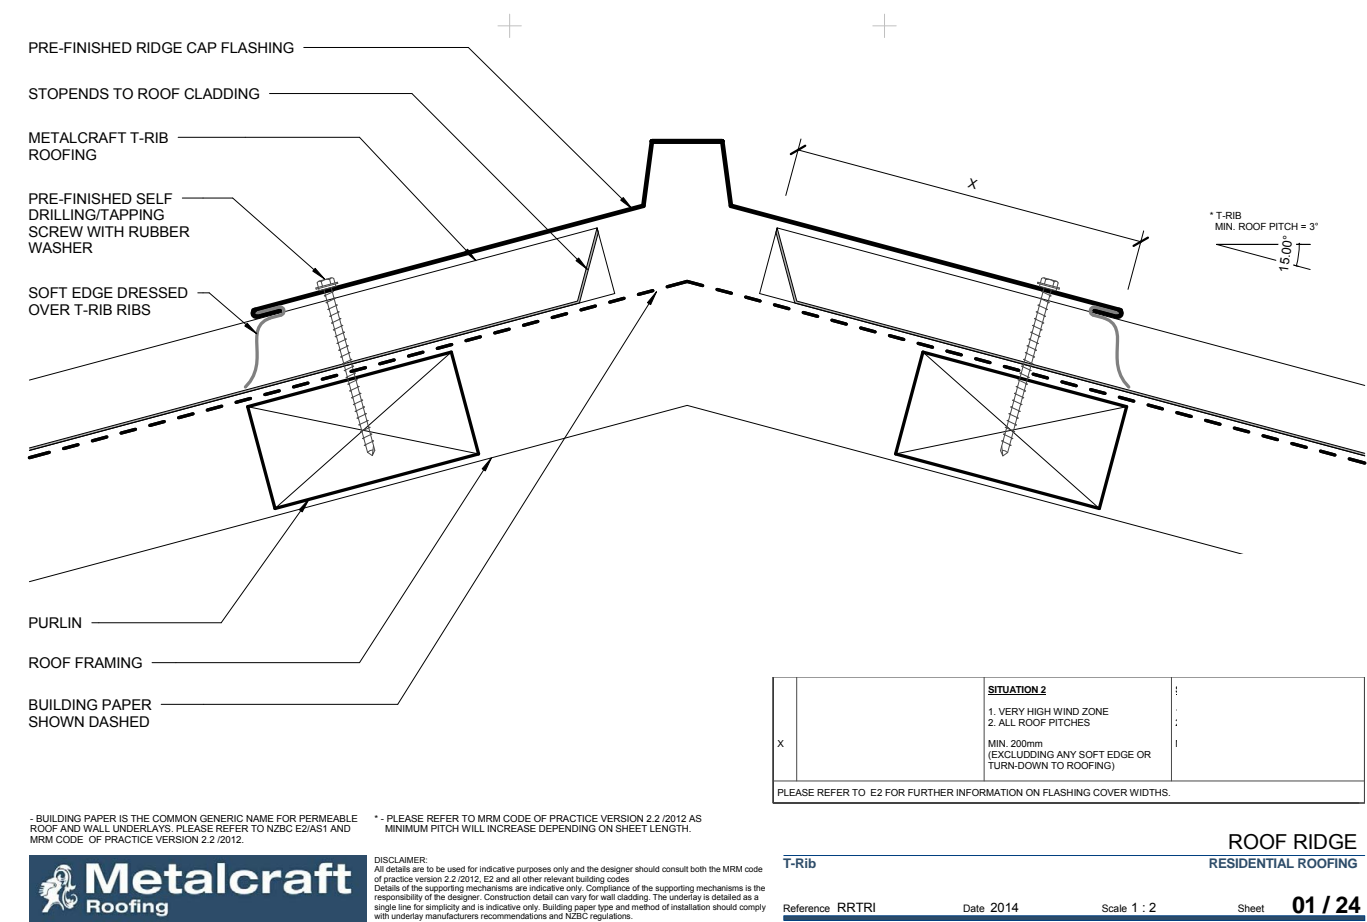 PRE-FINISHED RIDGE CAP FLASHING
STOPENDS TO ROOF CLADDING
METALCRAFT T-RIB
ROOFING
PRE-FINISHED SELF
DRILLING/TAPPING
SCREW WITH RUBBER
WASHER
SOFT EDGE DRESSED
OVER T-RIB RIBS
X
* T-RIB
MIN. ROOF PITCH = 3°
15.00°
PURLIN
ROOF FRAMING
BUILDING PAPER
SHOWN DASHED
X
SITUATION 2
1. VERY HIGH WIND ZONE
2. ALL ROOF PITCHES
MIN. 200mm
(EXCLUDDING ANY SOFT EDGE OR
TURN-DOWN TO ROOFING)
PLEASE REFER TO E2 FOR FURTHER INFORMATION ON FLASHING COVER WIDTHS.
- BUILDING PAPER IS THE COMMON GENERIC NAME FOR PERMEABLE
ROOF AND WALL UNDERLAYS. PLEASE REFER TO NZBC E2/AS1 AND
MRM CODE OF PRACTICE VERSION 2.2 /2012.
* - PLEASE REFER TO MRM CODE OF PRACTICE VERSION 2.2 /2012 AS
MINIMUM PITCH WILL INCREASE DEPENDING ON SHEET LENGTH.
Metalcraft
Roofing
DISCLAIMER:
All details are to be used for indicative purposes only and the designer should consult both the MRM code
of practice version 2.2 /2012, E2 and all other relevant building codes
Details of the supporting mechanisms are indicative only. Compliance of the supporting mechanisms is the
responsibility of the designer. Construction detail can vary for wall cladding. The underlay is detailed as a
single line for simplicity and is indicative only. Building paper type and method of installation should comply
with underlay manufacturers recommendations and NZBC regulations.
ROOF RIDGE
T-Rib RESIDENTIAL ROOFING
Reference RRTRI Date 2014 Scale 1 : 2 Sheet 01 / 24